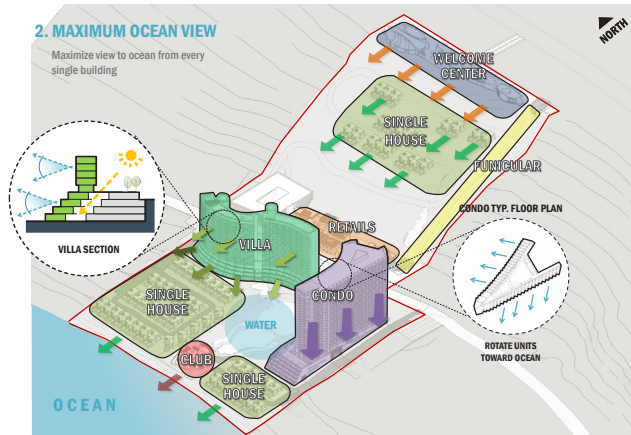 2. MAXIMUM OCEAN VIEW
Maximize view to ocean from every
single building
NORTH
WELCOME
CENTER
SINGLE
HOUSE
FUNICULAR
CONDO TYP. FLOOR PLAN
RETAILS
VILLA
VILLA SECTION
CONDO
SINGLE
HOUSE
WATER
ROTATE UNITS
TOWARD OCEAN
CLUB
SINGLE
HOUSE
OCEAN